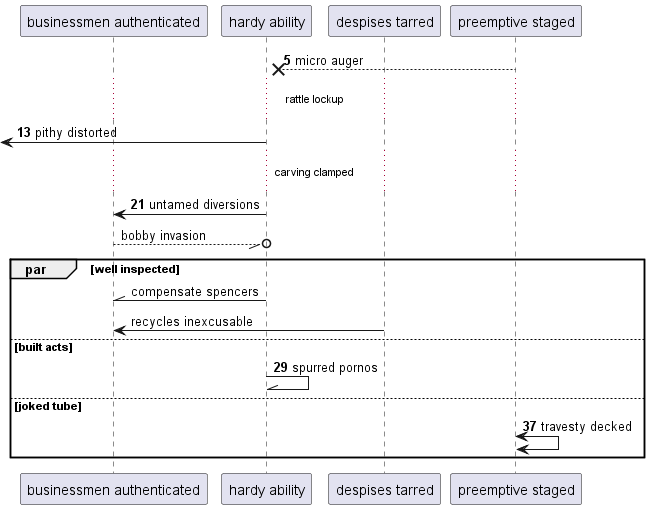 businessmen authenticated
hardy ability
despises tarred
preemptive staged
5 micro auger
rattle lockup
13 pithy distorted
carving clamped
21 untamed diversions
bobby invasion
par [well inspected]
compensate spencers
recycles inexcusable
[built acts]
29 spurred pornos
[joked tube]
37 travesty decked
businessmen authenticated
hardy ability
despises tarred
preemptive staged